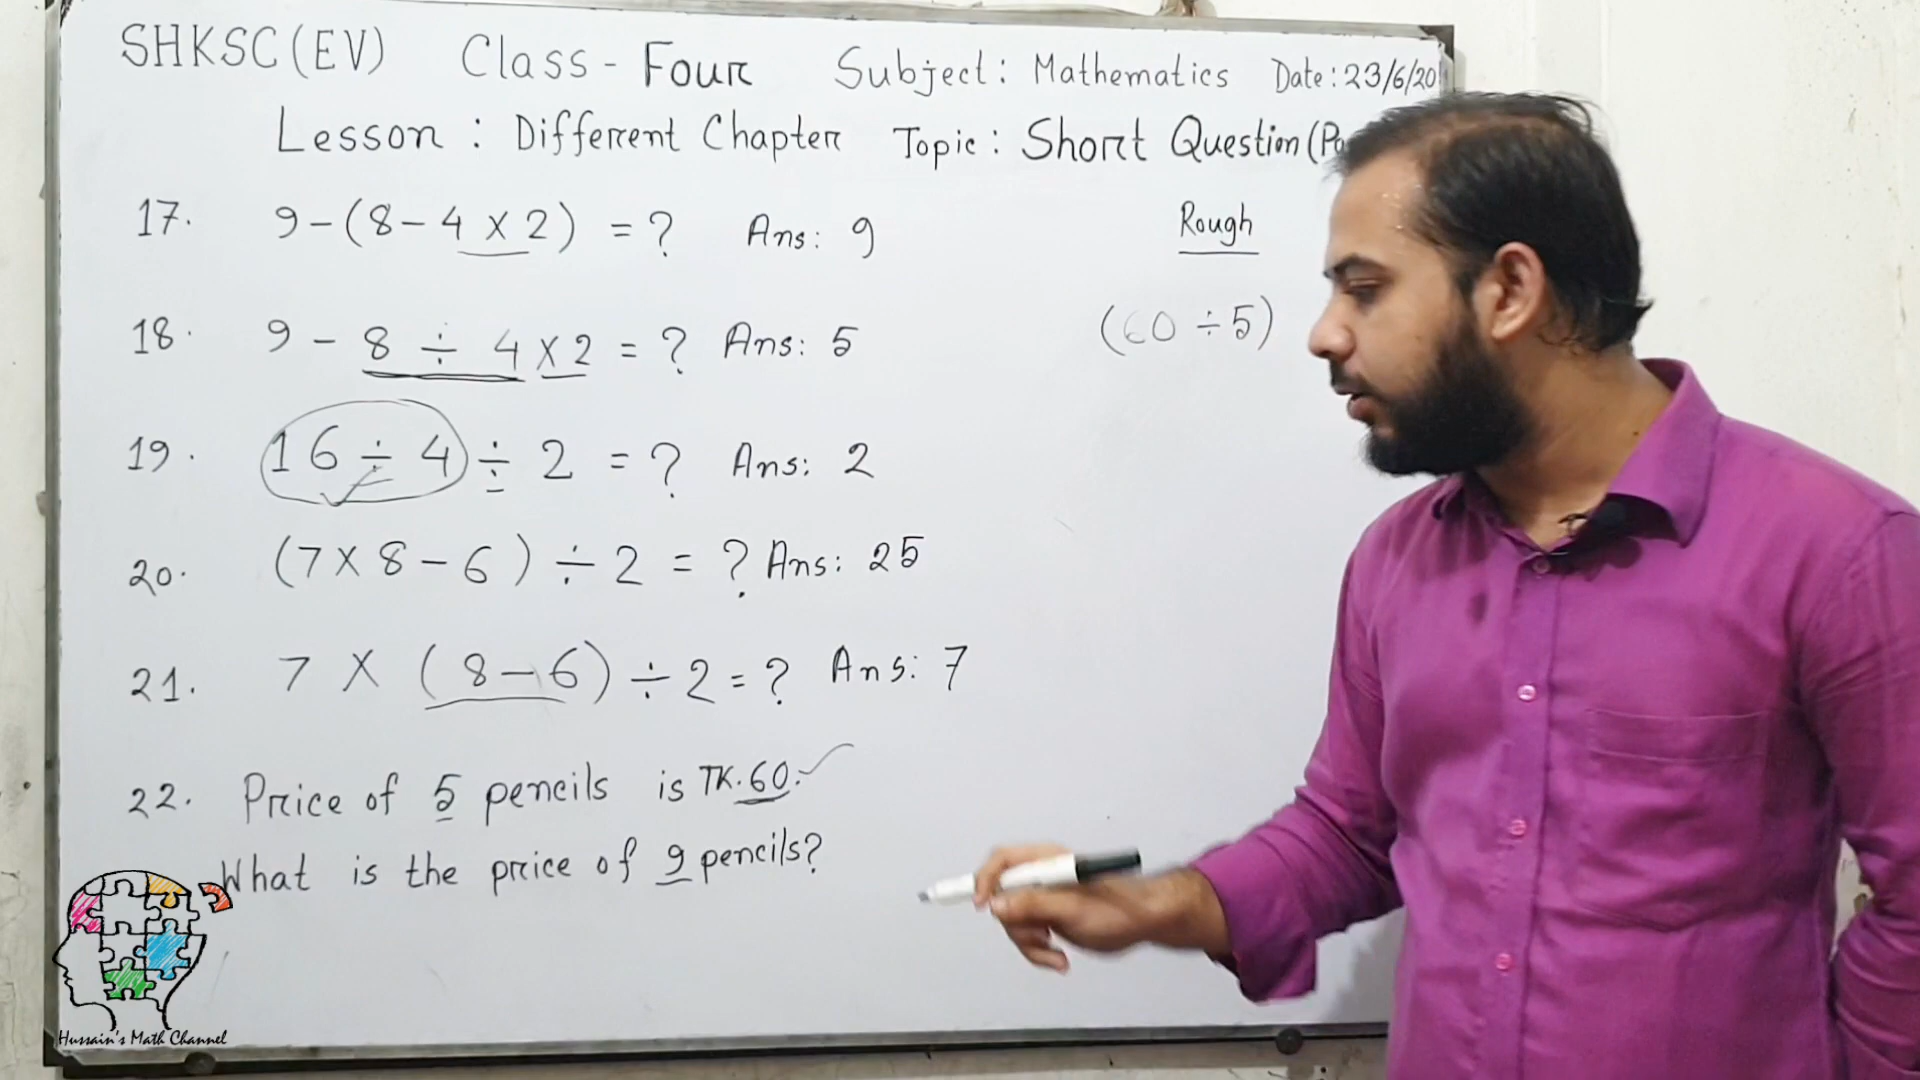 SHKSC(EV) Class - Four Subject: Mathematics Date: 23/6/20
Lesson : Different Chapter Topic: Short Question
17. 9-(8-4 × 2) = ? Ans: 9
18. 9 - 8 ÷ 4 × 2 = ? Ans: 5
19. 16 ÷ 4 ÷ 2 = ? Ans: 2
20. (7 × 8 - 6) ÷ 2 = ? Ans: 25
21. 7 × (8 - 6) ÷ 2 = ? Ans: 7
22. Price of 5 pencils is TK. 60.
What is the price of 9 pencils?
Rough
(60 ÷ 5)
Hussain's Math Channel